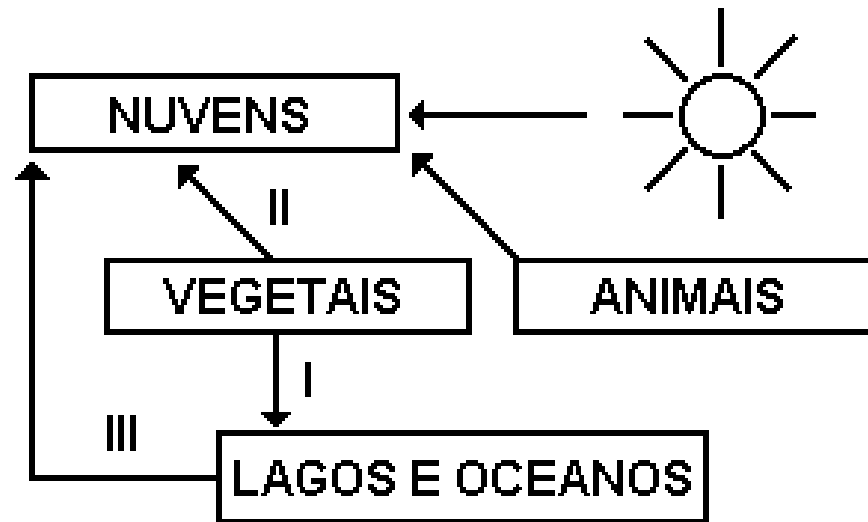 NUVENS
II
VEGETAIS
ANIMAIS
I
III
LAGOS E OCEANOS